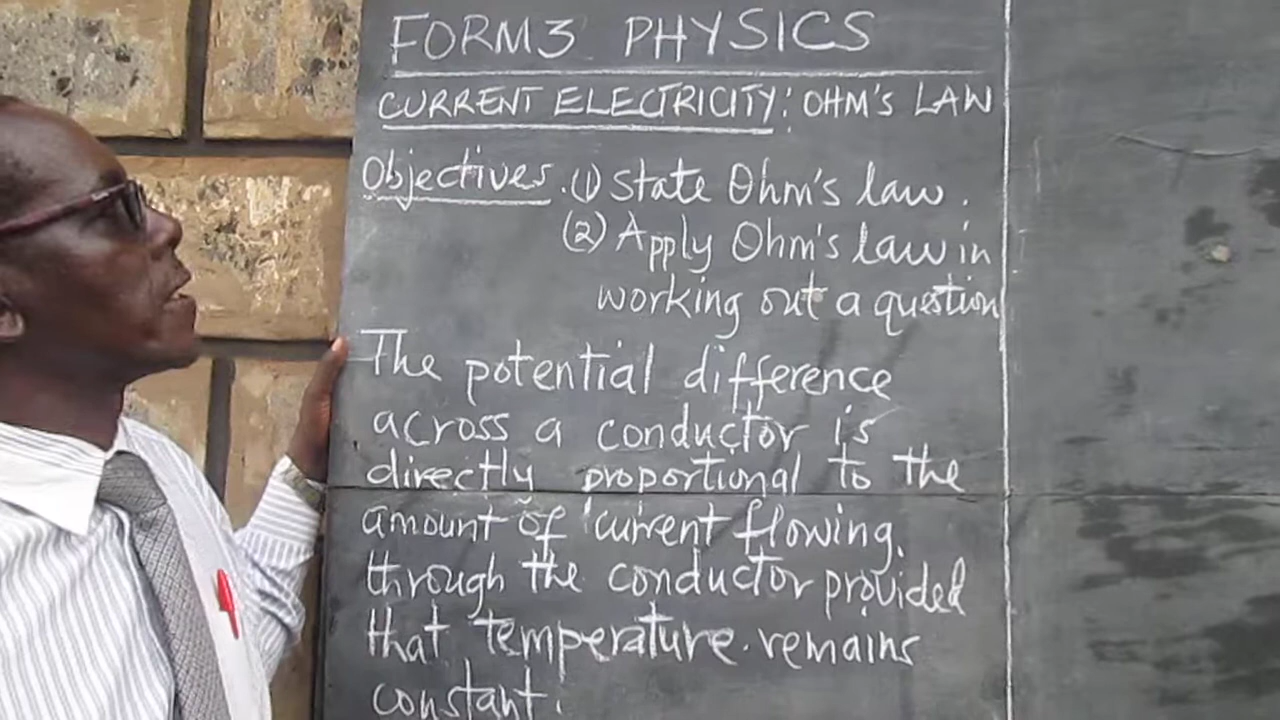 FORM 3 PHYSICS
CURRENT ELECTRICITY: OHM'S LAW
Objectives. (1) State Ohm's law.
(2) Apply Ohm's law in
working out a question
The potential difference
across a conductor is
directly proportional to the
amount of current flowing.
through the conductor provided
that temperature. remains
constant.